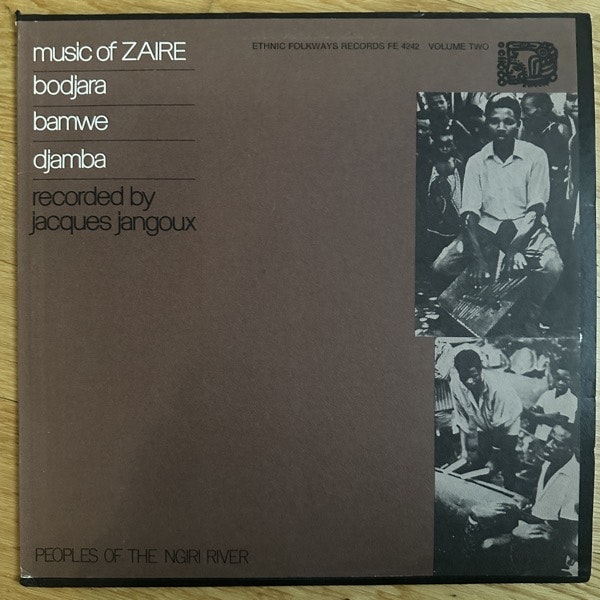 music of ZAIRE
ETHNIC FOLKWAYS RECORDS FE 4242 VOLUME TWO
bodjara
bamwe
djamba
recorded by
jacques jangoux
PEOPLES OF THE NGIRI RIVER